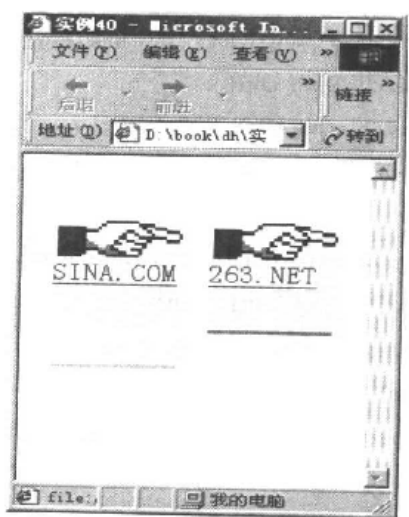 实例40 - Microsoft In...
文件(F) 编辑(E) 查看(V) »
后退 前进 » 链接 »
地址(D) D:\book\dh\实 转到
SINA.COM 263.NET
file: 我的电脑